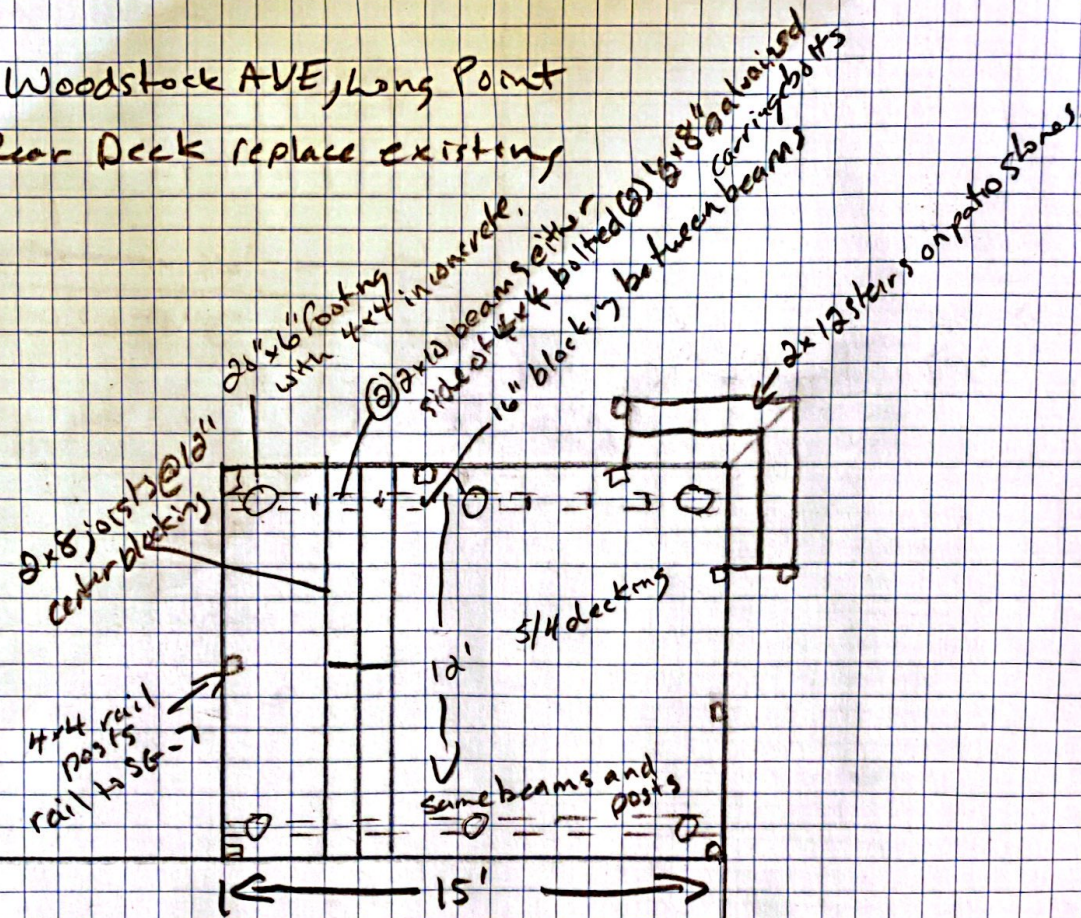 Woodstock AVE, Long Point
Rear Deck replace existing
20"x6" footing
with 4x4 in concrete.
② 2x10 beams either
side of 4x4 bolted (2) 1/2x8" galvanized
carriage bolts
16" blocking between beams
2x12 stairs on patio stones
2x8 joists @ 12"
center blocking
5/4 decking
12'
4x4 rail
posts
rail to SG-7
same beams and
posts
15'